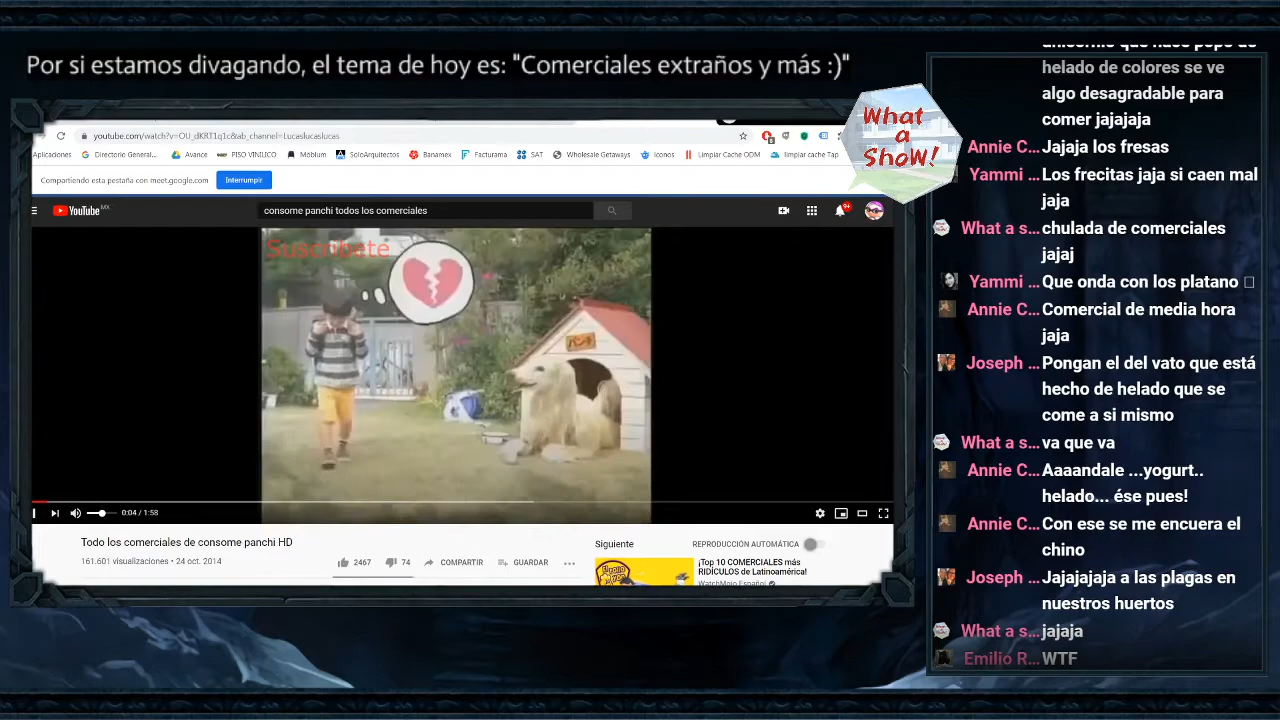 Por si estamos divagando, el tema de hoy es: "Comerciales extraños y más :)"
What
a
ShoW!
youtube.com/watch?v=OU_dKRT1q1c&ab_channel=Lucaslucaslucas
Aplicaciones Directorio General... Avance PISO VINILICO Möblum SoloArquitectos Banamex Facturama SAT Wholesale Getaways Iconos Limpiar Cache ODM limpiar cache Tap
Compartiendo esta pestaña con meet.google.com Interrumpir
YouTube MX consome panchi todos los comerciales 9+
Suscribete
パンキ
0:04 / 1:58
Todo los comerciales de consome panchi HD
161.601 visualizaciones • 24 oct. 2014
2467 74 COMPARTIR GUARDAR ...
Siguiente REPRODUCCIÓN AUTOMÁTICA
¡Top 10 COMERCIALES más
RIDÍCULOS de Latinoamérica!
WatchMojo Español
helado de colores se ve
algo desagradable para
comer jajajaja
Annie C... Jajaja los fresas
Yammi ... Los frecitas jaja si caen mal
jaja
What a s... chulada de comerciales
jajaj
Yammi ... Que onda con los platano
Annie C... Comercial de media hora
jaja
Joseph ... Pongan el del vato que está
hecho de helado que se
come a si mismo
What a s... va que va
Annie C... Aaaandale ...yogurt..
helado... ése pues!
Annie C... Con ese se me encuera el
chino
Joseph ... Jajajajaja a las plagas en
nuestros huertos
What a s... jajaja
Emilio R... WTF